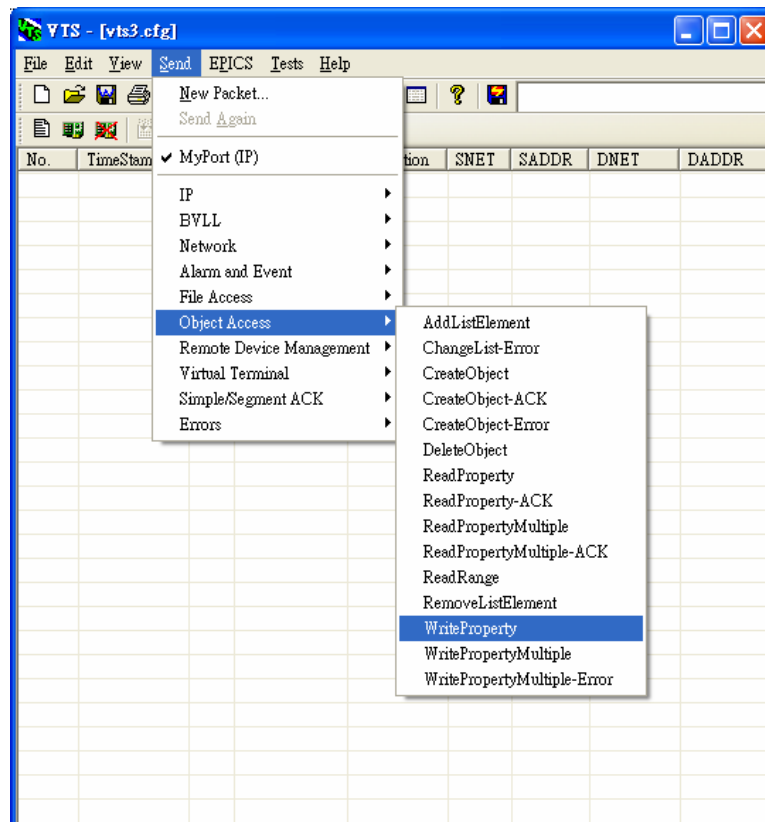 VTS - [vts3.cfg]
File Edit View Send EPICS Tests Help
New Packet...
Send Again
No. TimeStam tion SNET SADDR DNET DADDR
MyPort (IP)
IP
BVLL
Network
Alarm and Event
File Access
Object Access
Remote Device Management
Virtual Terminal
Simple/Segment ACK
Errors
AddListElement
ChangeList-Error
CreateObject
CreateObject-ACK
CreateObject-Error
DeleteObject
ReadProperty
ReadProperty-ACK
ReadPropertyMultiple
ReadPropertyMultiple-ACK
ReadRange
RemoveListElement
WriteProperty
WritePropertyMultiple
WritePropertyMultiple-Error